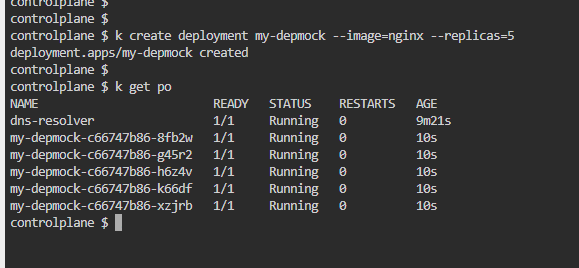 controlplane $
controlplane $
controlplane $ k create deployment my-depmock --image=nginx --replicas=5
deployment.apps/my-depmock created
controlplane $
controlplane $ k get po
NAME READY STATUS RESTARTS AGE
dns-resolver 1/1 Running 0 9m21s
my-depmock-c66747b86-8fb2w 1/1 Running 0 10s
my-depmock-c66747b86-g45r2 1/1 Running 0 10s
my-depmock-c66747b86-h6z4v 1/1 Running 0 10s
my-depmock-c66747b86-k66df 1/1 Running 0 10s
my-depmock-c66747b86-xzjrb 1/1 Running 0 10s
controlplane $